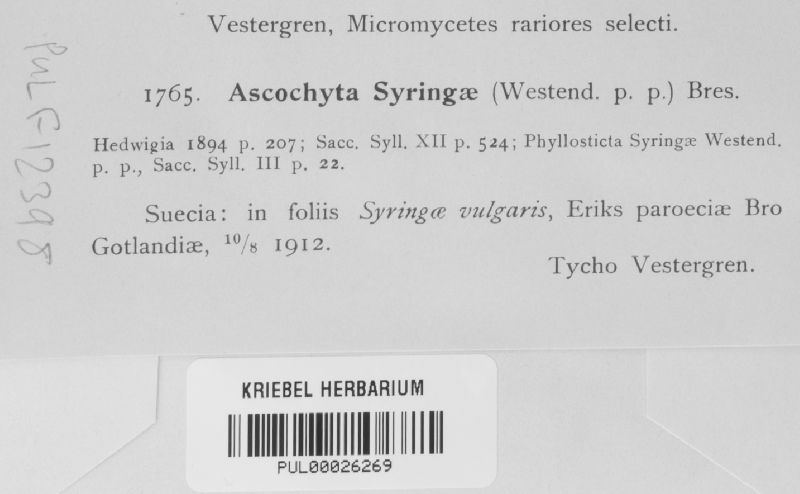 Vestergren, Micromycetes rariores selecti.
1765. Ascochyta Syringæ (Westend. p. p.) Bres.
Hedwigia 1894 p. 207; Sacc. Syll. XII p. 524; Phyllosticta Syringæ Westend.
p. p., Sacc. Syll. III p. 22.
Suecia: in foliis Syringæ vulgaris, Eriks paroeciæ Bro
Gotlandiæ, 10/8 1912.
Tycho Vestergren.
PUL F12398
KRIEBEL HERBARIUM
PUL00026269